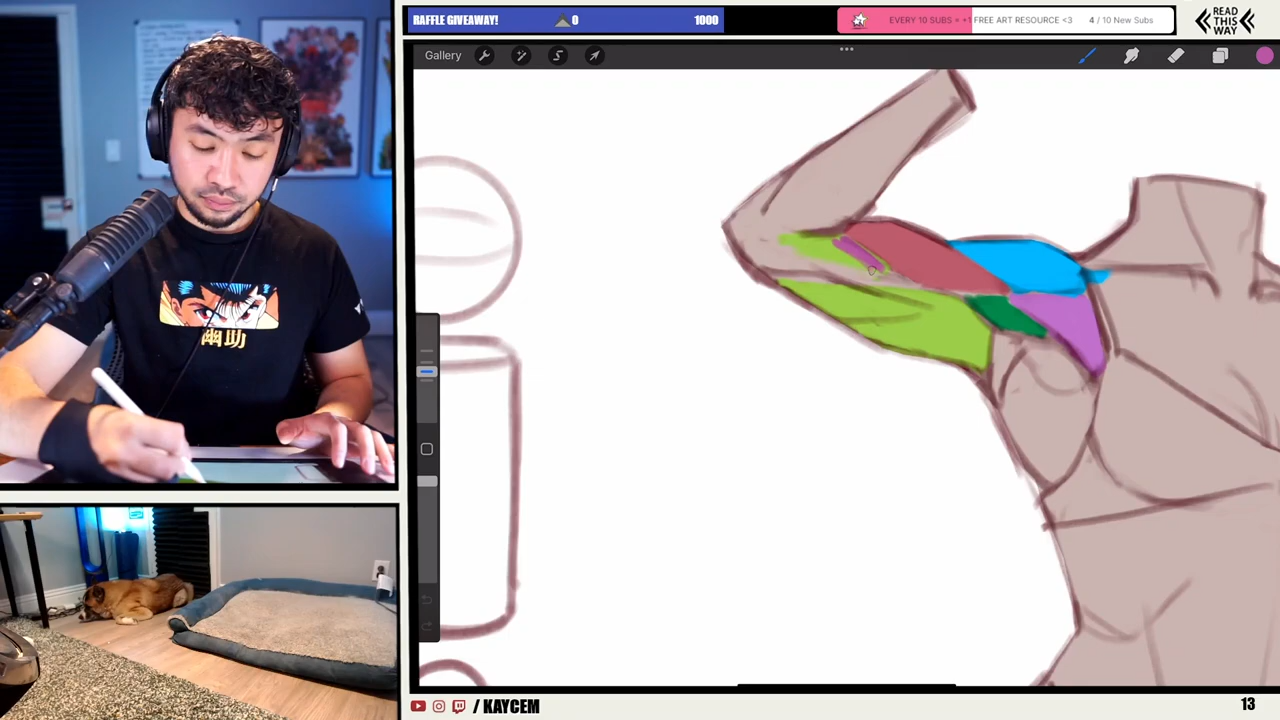 RAFFLE GIVEAWAY! 0 1000
EVERY 10 SUBS = +1 FREE ART RESOURCE <3 4 / 10 New Subs
READ
THIS
WAY
Gallery
幽助
/ KAYCEM
13